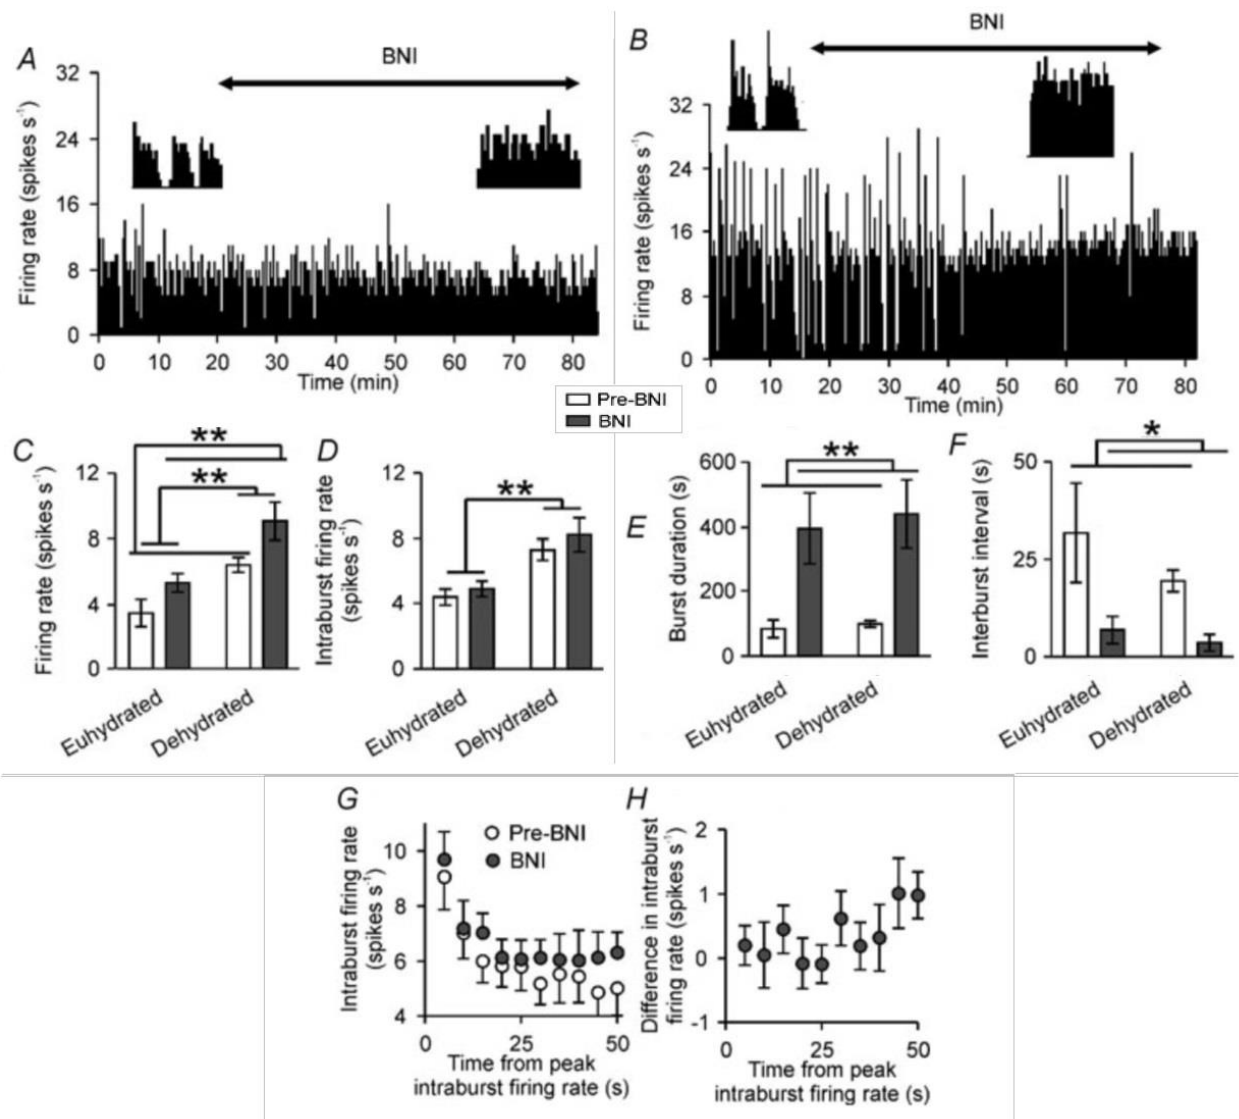 A
BNI
Firing rate (spikes s⁻¹)
32
24
16
8
0
0 10 20 30 40 50 60 70 80
Time (min)
B
BNI
Firing rate (spikes s⁻¹)
32
24
16
8
0
0 10 20 30 40 50 60 70 80
Time (min)
Pre-BNI
BNI
C
Firing rate (spikes s⁻¹)
12
8
4
0
**
**
Euhydrated
Dehydrated
D
Intraburst firing rate
(spikes s⁻¹)
12
8
4
0
**
Euhydrated
Dehydrated
E
Burst duration (s)
600
400
200
0
**
Euhydrated
Dehydrated
F
Interburst interval (s)
50
25
0
*
Euhydrated
Dehydrated
G
Intraburst firing rate
(spikes s⁻¹)
10
8
6
4
Pre-BNI
BNI
0 25 50
Time from peak
intraburst firing rate (s)
H
Difference in intraburst
firing rate (spikes s⁻¹)
2
1
0
-1
0 25 50
Time from peak
intraburst firing rate (s)